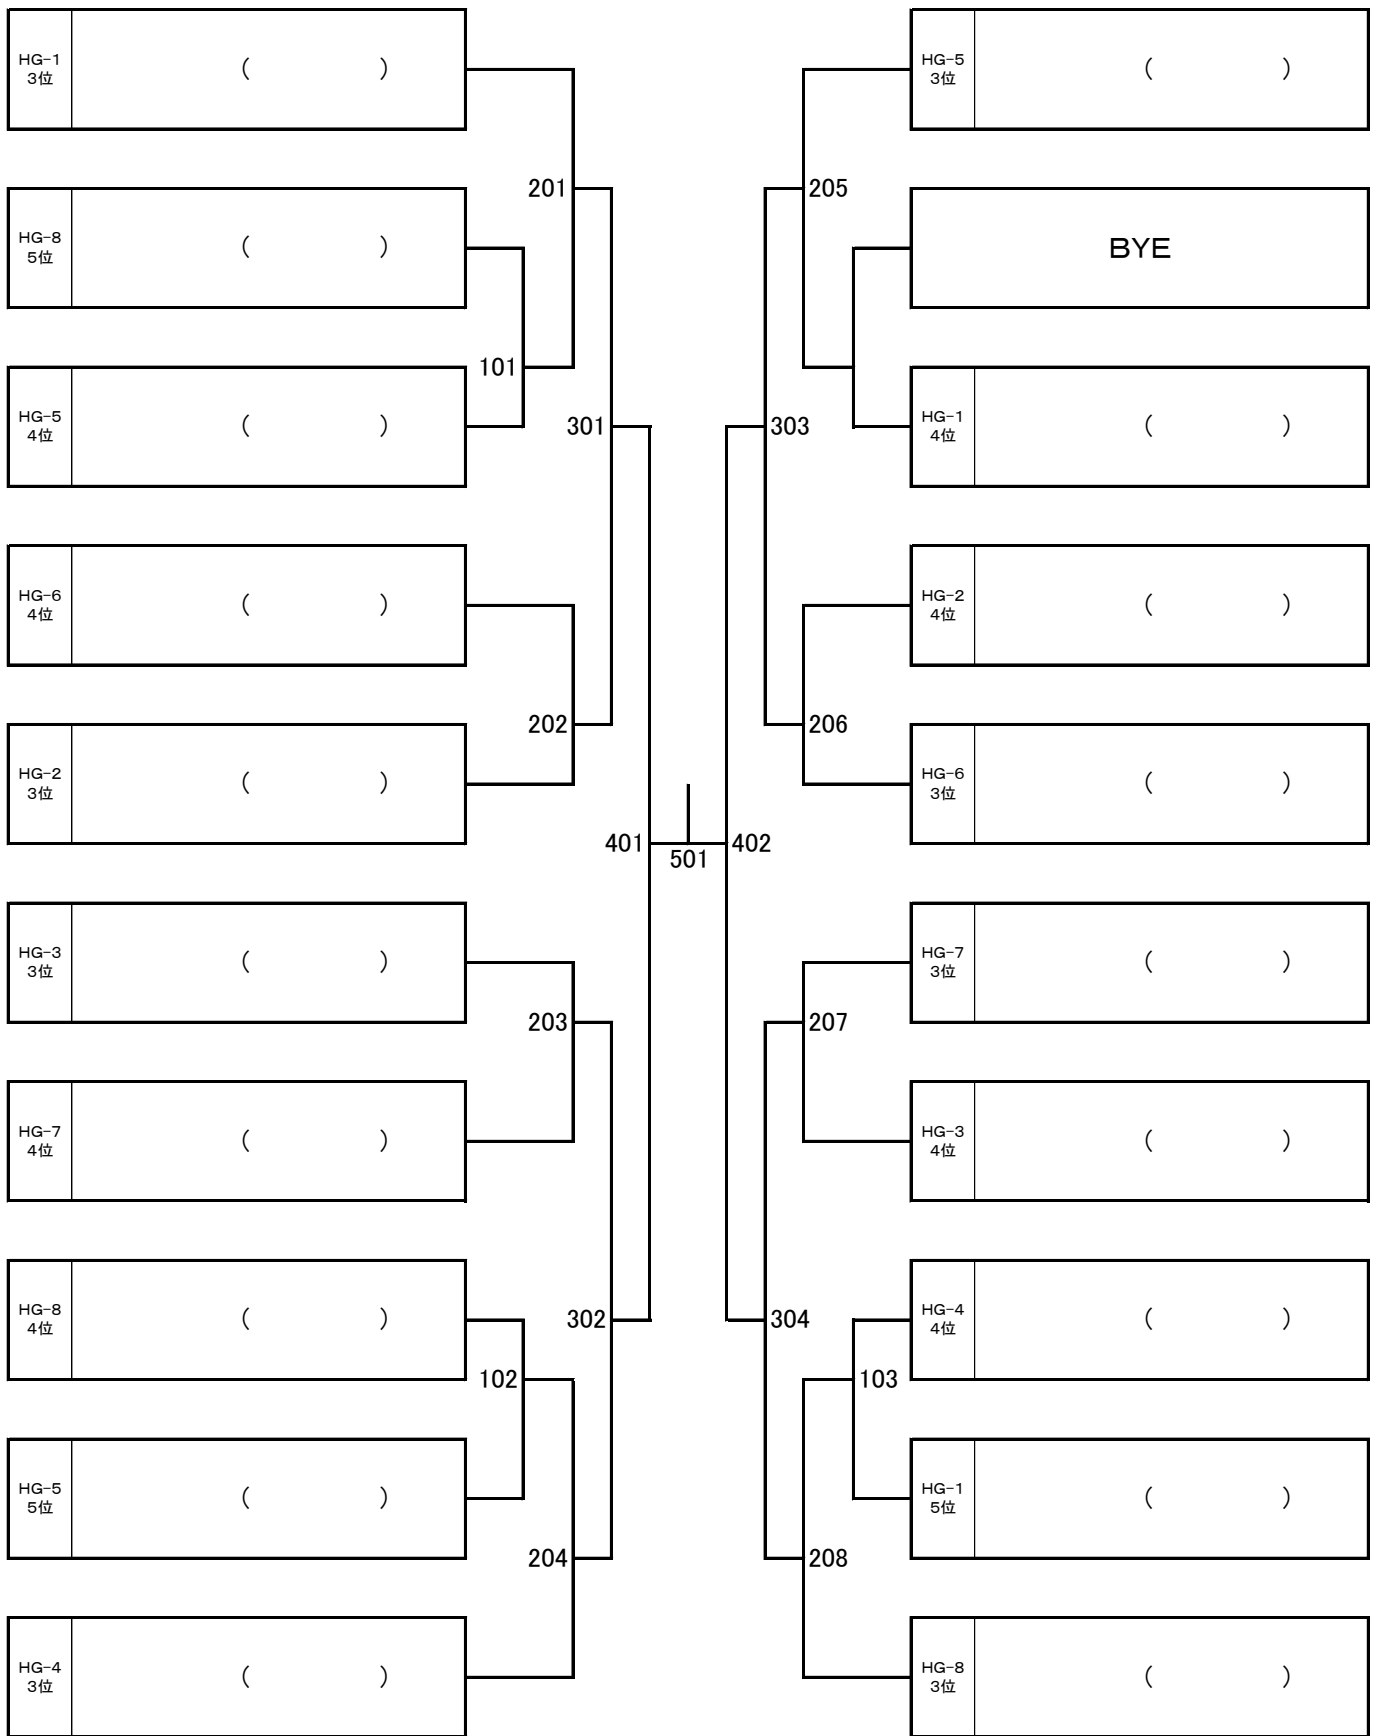 HG-1
3位
(　　　)
HG-5
3位
(　　　)
201
205
HG-8
5位
(　　　)
BYE
101
HG-5
4位
(　　　)
HG-1
4位
(　　　)
301
303
HG-6
4位
(　　　)
HG-2
4位
(　　　)
202
206
HG-2
3位
(　　　)
HG-6
3位
(　　　)
401
501
402
HG-3
3位
(　　　)
HG-7
3位
(　　　)
203
207
HG-7
4位
(　　　)
HG-3
4位
(　　　)
HG-8
4位
(　　　)
302
304
HG-4
4位
(　　　)
102
103
HG-5
5位
(　　　)
HG-1
5位
(　　　)
204
208
HG-4
3位
(　　　)
HG-8
3位
(　　　)